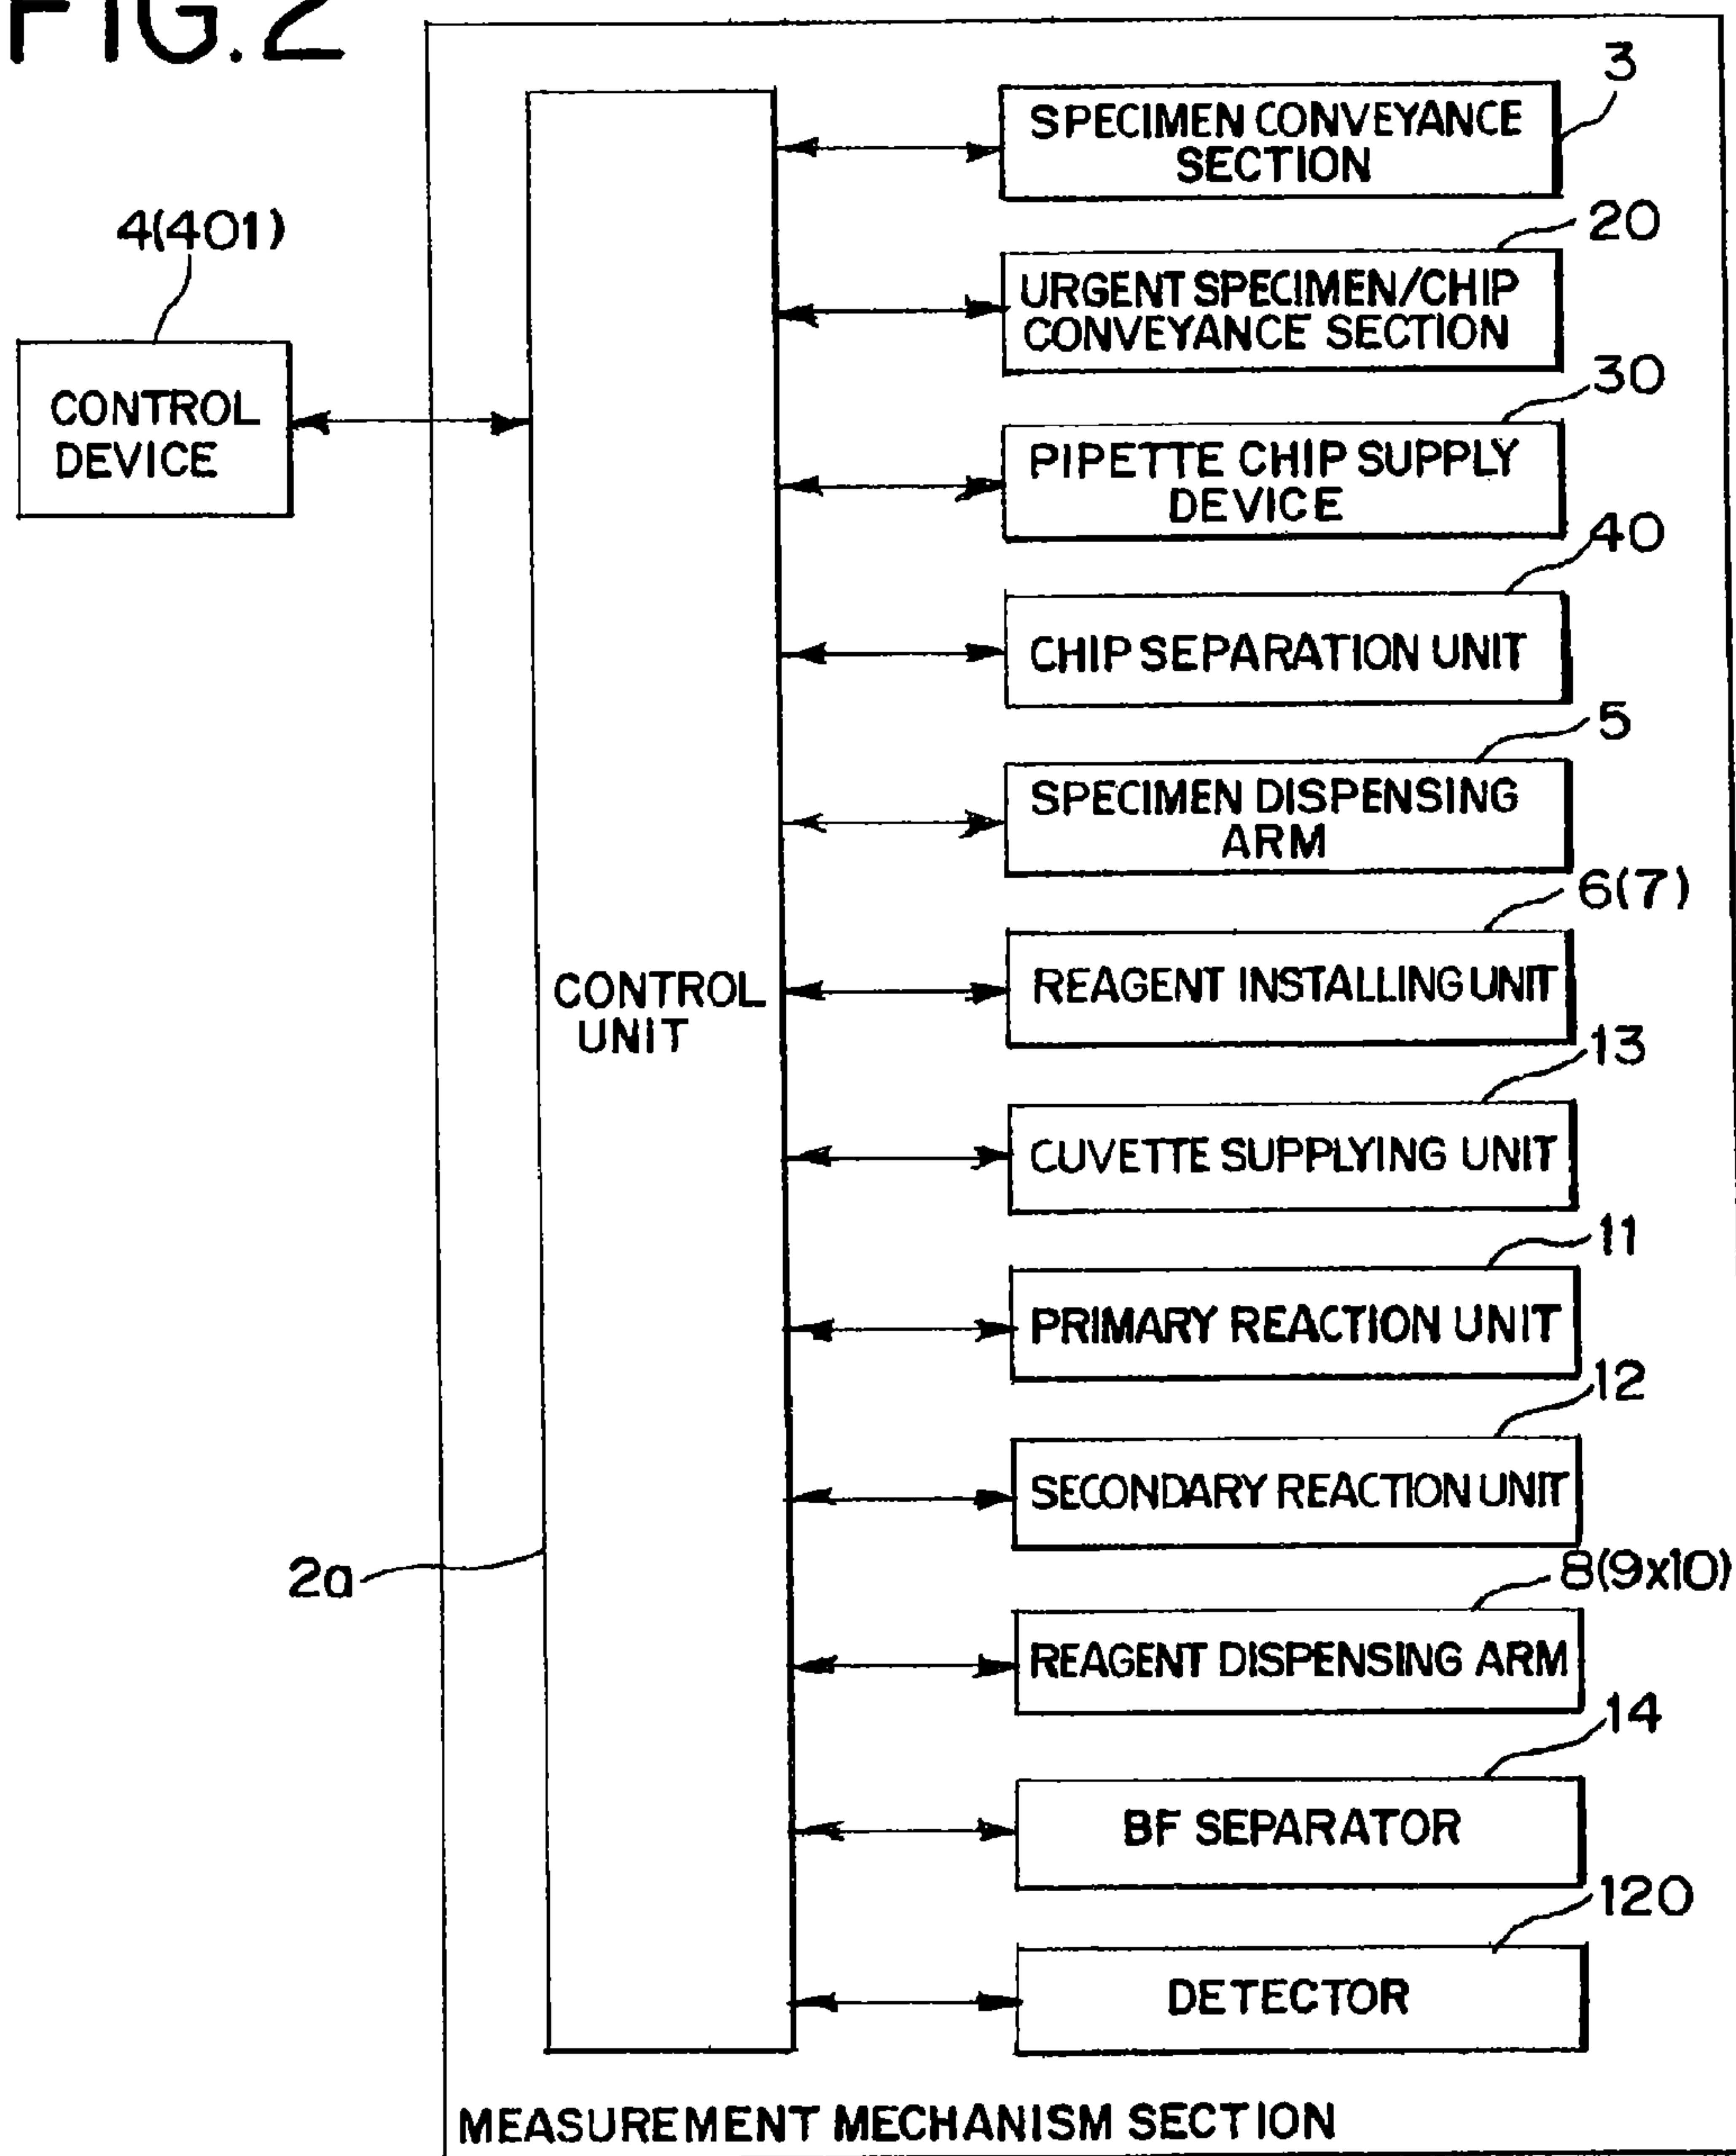 FIG.2
3
SPECIMEN CONVEYANCE
SECTION
4(401)
20
URGENT SPECIMEN/CHIP
CONVEYANCE SECTION
CONTROL
DEVICE
30
PIPETTE CHIP SUPPLY
DEVICE
40
CHIP SEPARATION UNIT
5
SPECIMEN DISPENSING
ARM
6(7)
CONTROL
UNIT
REAGENT INSTALLING UNIT
13
CUVETTE SUPPLYING UNIT
11
PRIMARY REACTION UNIT
12
SECONDARY REACTION UNIT
2a
8(9x10)
REAGENT DISPENSING ARM
14
BF SEPARATOR
120
DETECTOR
MEASUREMENT MECHANISM SECTION